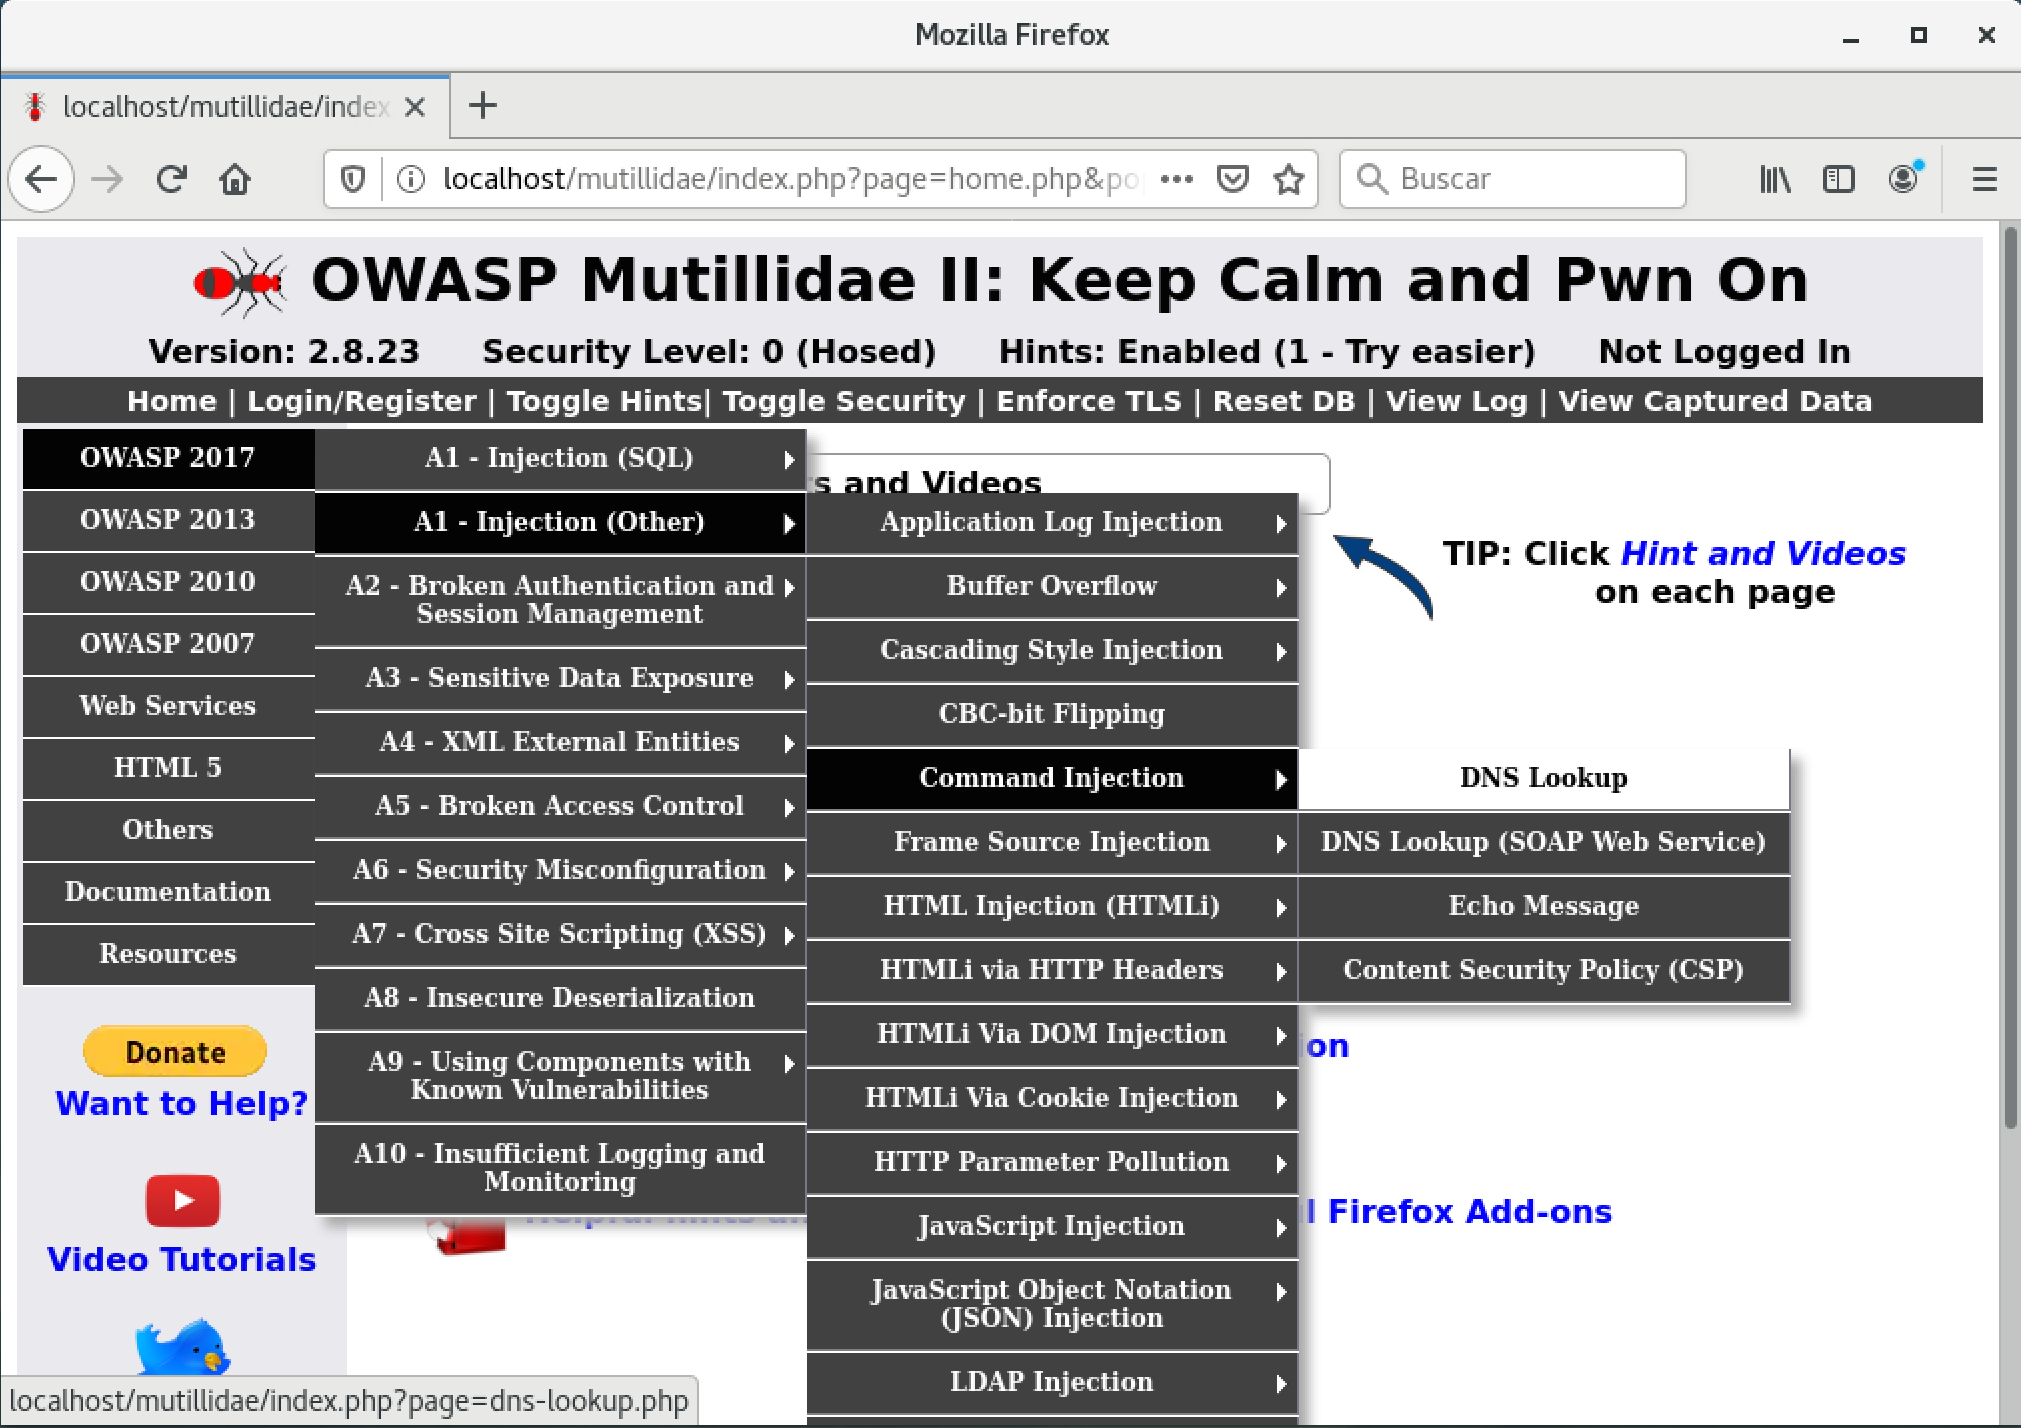 Mozilla Firefox
localhost/mutillidae/index
localhost/mutillidae/index.php?page=home.php&po
Buscar
OWASP Mutillidae II: Keep Calm and Pwn On
Version: 2.8.23 Security Level: 0 (Hosed) Hints: Enabled (1 - Try easier) Not Logged In
Home | Login/Register | Toggle Hints| Toggle Security | Enforce TLS | Reset DB | View Log | View Captured Data
OWASP 2017
OWASP 2013
OWASP 2010
OWASP 2007
Web Services
HTML 5
Others
Documentation
Resources
Donate
Want to Help?
Video Tutorials
A1 - Injection (SQL)
A1 - Injection (Other)
A2 - Broken Authentication and
Session Management
A3 - Sensitive Data Exposure
A4 - XML External Entities
A5 - Broken Access Control
A6 - Security Misconfiguration
A7 - Cross Site Scripting (XSS)
A8 - Insecure Deserialization
A9 - Using Components with
Known Vulnerabilities
A10 - Insufficient Logging and
Monitoring
s and Videos
Application Log Injection
Buffer Overflow
Cascading Style Injection
CBC-bit Flipping
Command Injection
Frame Source Injection
HTML Injection (HTMLi)
HTMLi via HTTP Headers
HTMLi Via DOM Injection
HTMLi Via Cookie Injection
HTTP Parameter Pollution
JavaScript Injection
JavaScript Object Notation
(JSON) Injection
LDAP Injection
DNS Lookup
DNS Lookup (SOAP Web Service)
Echo Message
Content Security Policy (CSP)
TIP: Click Hint and Videos
on each page
ion
l Firefox Add-ons
localhost/mutillidae/index.php?page=dns-lookup.php